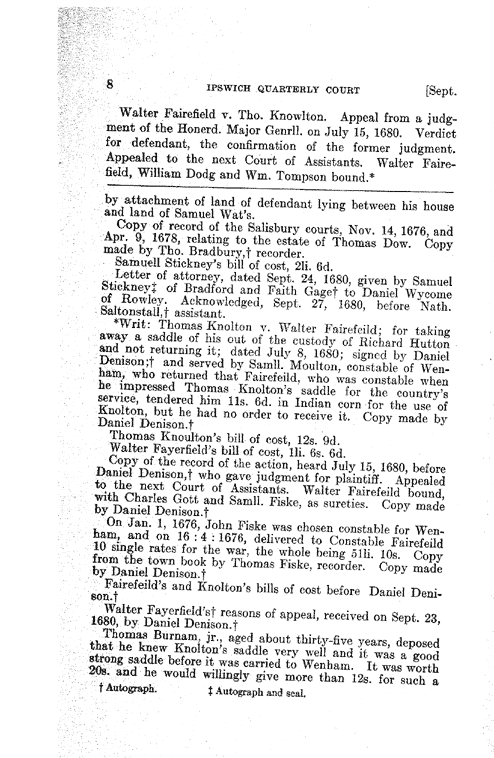 8 IPSWICH QUARTERLY COURT [Sept.
Walter Fairefield v. Tho. Knowlton. Appeal from a judg-
ment of the Honerd. Major Genrll. on July 15, 1680. Verdict
for defendant, the confirmation of the former judgment.
Appealed to the next Court of Assistants. Walter Faire-
field, William Dodg and Wm. Tompson bound.*
by attachment of land of defendant lying between his house
and land of Samuel Wat's.
Copy of record of the Salisbury courts, Nov. 14, 1676, and
Apr. 9, 1678, relating to the estate of Thomas Dow. Copy
made by Tho. Bradbury,† recorder.
Samuell Stickney's bill of cost, 2li. 6d.
Letter of attorney, dated Sept. 24, 1680, given by Samuel
Stickney‡ of Bradford and Faith Gage† to Daniel Wycome
of Rowley. Acknowledged, Sept. 27, 1680, before Nath.
Saltonstall,† assistant.
*Writ: Thomas Knolton v. Walter Fairefeild; for taking
away a saddle of his out of the custody of Richard Hutton
and not returning it; dated July 8, 1680; signed by Daniel
Denison;† and served by Samll. Moulton, constable of Wen-
ham, who returned that Fairefeild, who was constable when
he impressed Thomas Knolton's saddle for the country's
service, tendered him 11s. 6d. in Indian corn for the use of
Knolton, but he had no order to receive it. Copy made by
Daniel Denison.†
Thomas Knoulton's bill of cost, 12s. 9d.
Walter Fayerfield's bill of cost, 1li. 6s. 6d.
Copy of the record of the action, heard July 15, 1680, before
Daniel Denison,† who gave judgment for plaintiff. Appealed
to the next Court of Assistants. Walter Fairefeild bound,
with Charles Gott and Samll. Fiske, as sureties. Copy made
by Daniel Denison.†
On Jan. 1, 1676, John Fiske was chosen constable for Wen-
ham, and on 16 : 4 : 1676, delivered to Constable Fairefeild
10 single rates for the war, the whole being 51li. 10s. Copy
from the town book by Thomas Fiske, recorder. Copy made
by Daniel Denison.†
Fairefeild's and Knolton's bills of cost before Daniel Deni-
son.†
Walter Fayerfield's† reasons of appeal, received on Sept. 23,
1680, by Daniel Denison.†
Thomas Burnam, jr., aged about thirty-five years, deposed
that he knew Knolton's saddle very well and it was a good
strong saddle before it was carried to Wenham. It was worth
20s. and he would willingly give more than 12s. for such a
† Autograph. ‡ Autograph and seal.